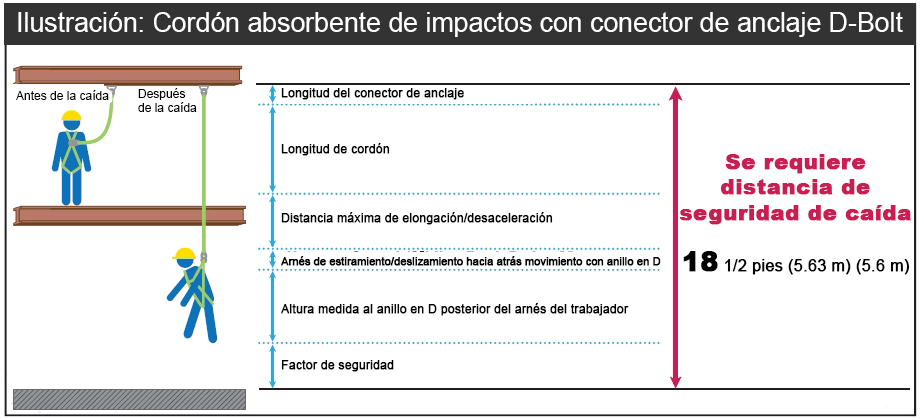 Ilustración: Cordón absorbente de impactos con conector de anclaje D-Bolt
Antes de la caída
Después
de la caída
Longitud del conector de anclaje
Longitud de cordón
Distancia máxima de elongación/desaceleración
Arnés de estiramiento/deslizamiento hacia atrás movimiento con anillo en D
Altura medida al anillo en D posterior del arnés del trabajador
Factor de seguridad
Se requiere
distancia de
seguridad de caída
18 1/2 pies (5.63 m) (5.6 m)